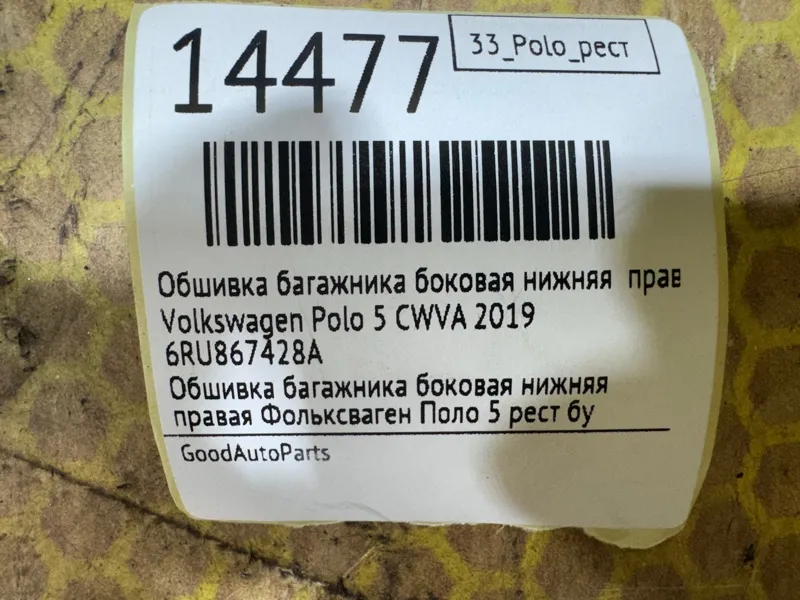 14477
33_Polo_рест
Обшивка багажника боковая нижняя прав
Volkswagen Polo 5 CWVA 2019
6RU867428A
Обшивка багажника боковая нижняя
правая Фольксваген Поло 5 рест бу
GoodAutoParts